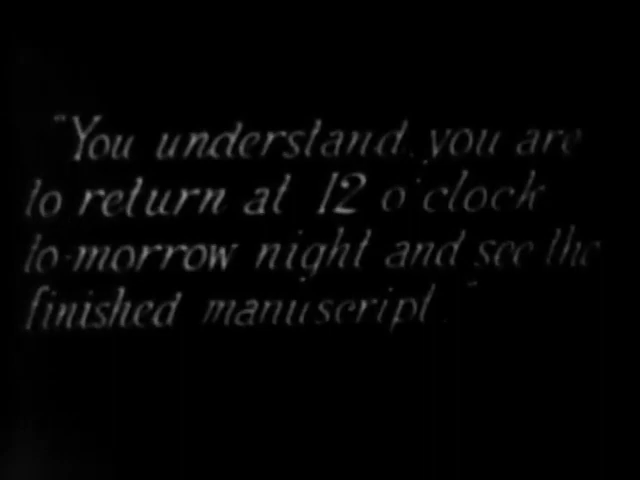 "You understand, you are
to return at 12 o'clock
to-morrow night and see the
finished manuscript."